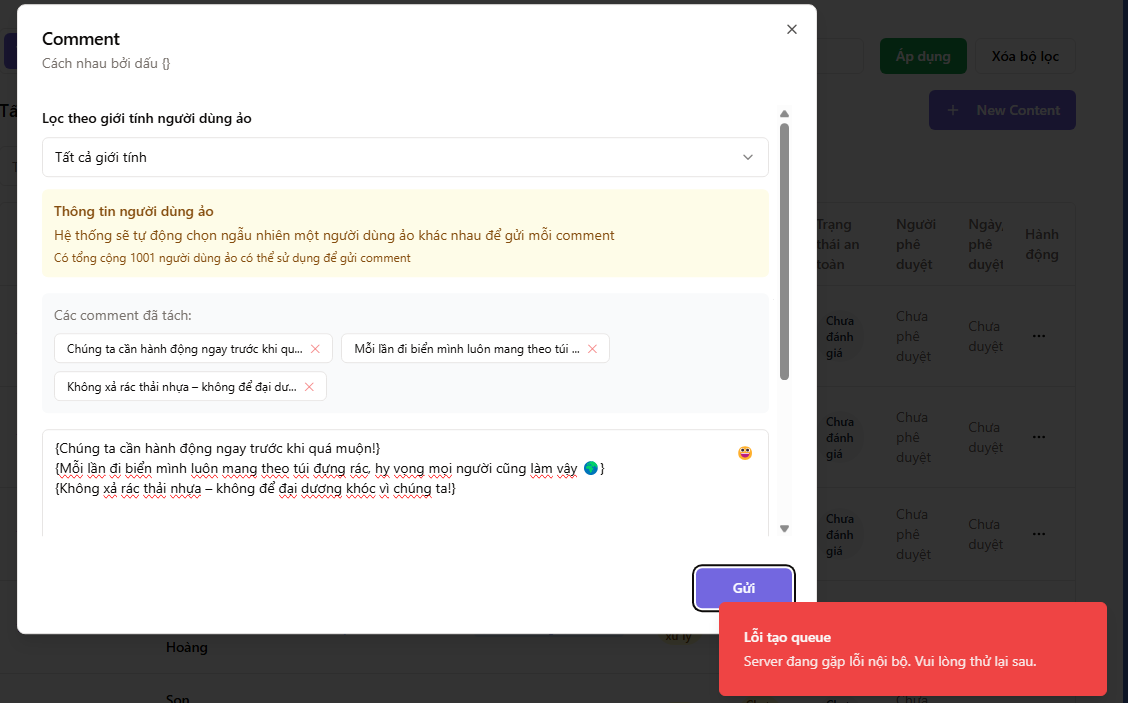 Comment
Cách nhau bởi dấu {}
Lọc theo giới tính người dùng ảo
Tất cả giới tính
Thông tin người dùng ảo
Hệ thống sẽ tự động chọn ngẫu nhiên một người dùng ảo khác nhau để gửi mỗi comment
Có tổng cộng 1001 người dùng ảo có thể sử dụng để gửi comment
Các comment đã tách:
Chúng ta cần hành động ngay trước khi qu...
Mỗi lần đi biển mình luôn mang theo túi ...
Không xả rác thải nhựa – không để đại dư...
{Chúng ta cần hành động ngay trước khi quá muộn!}
{Mỗi lần đi biển mình luôn mang theo túi đựng rác, hy vọng mọi người cũng làm vậy 🌍}
{Không xả rác thải nhựa – không để đại dương khóc vì chúng ta!}
Gửi
Lỗi tạo queue
Server đang gặp lỗi nội bộ. Vui lòng thử lại sau.
Áp dụng
Xóa bộ lọc
+ New Content
Trạng thái an toàn
Người phê duyệt
Ngày phê duyệt
Hành động
Chưa đánh giá
Chưa phê duyệt
Chưa duyệt
...
Chưa đánh giá
Chưa phê duyệt
Chưa duyệt
...
Chưa đánh giá
Chưa phê duyệt
Chưa duyệt
...
Hoàng
xử lý
Sơn
Chưa